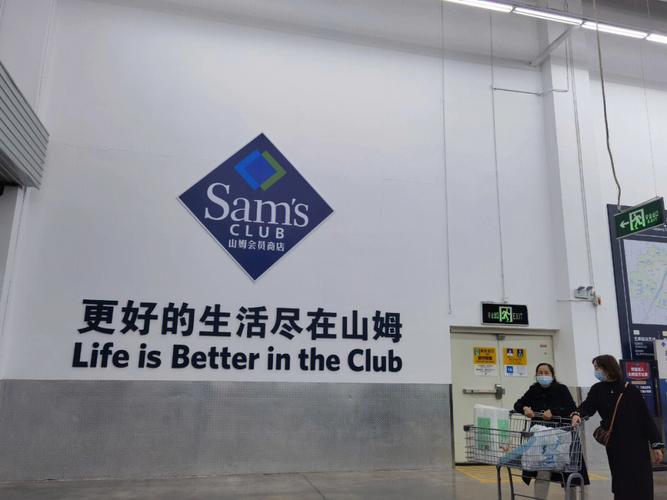 Sam's
CLUB
山姆会员商店
更好的生活尽在山姆
Life is Better in the Club
EXIT